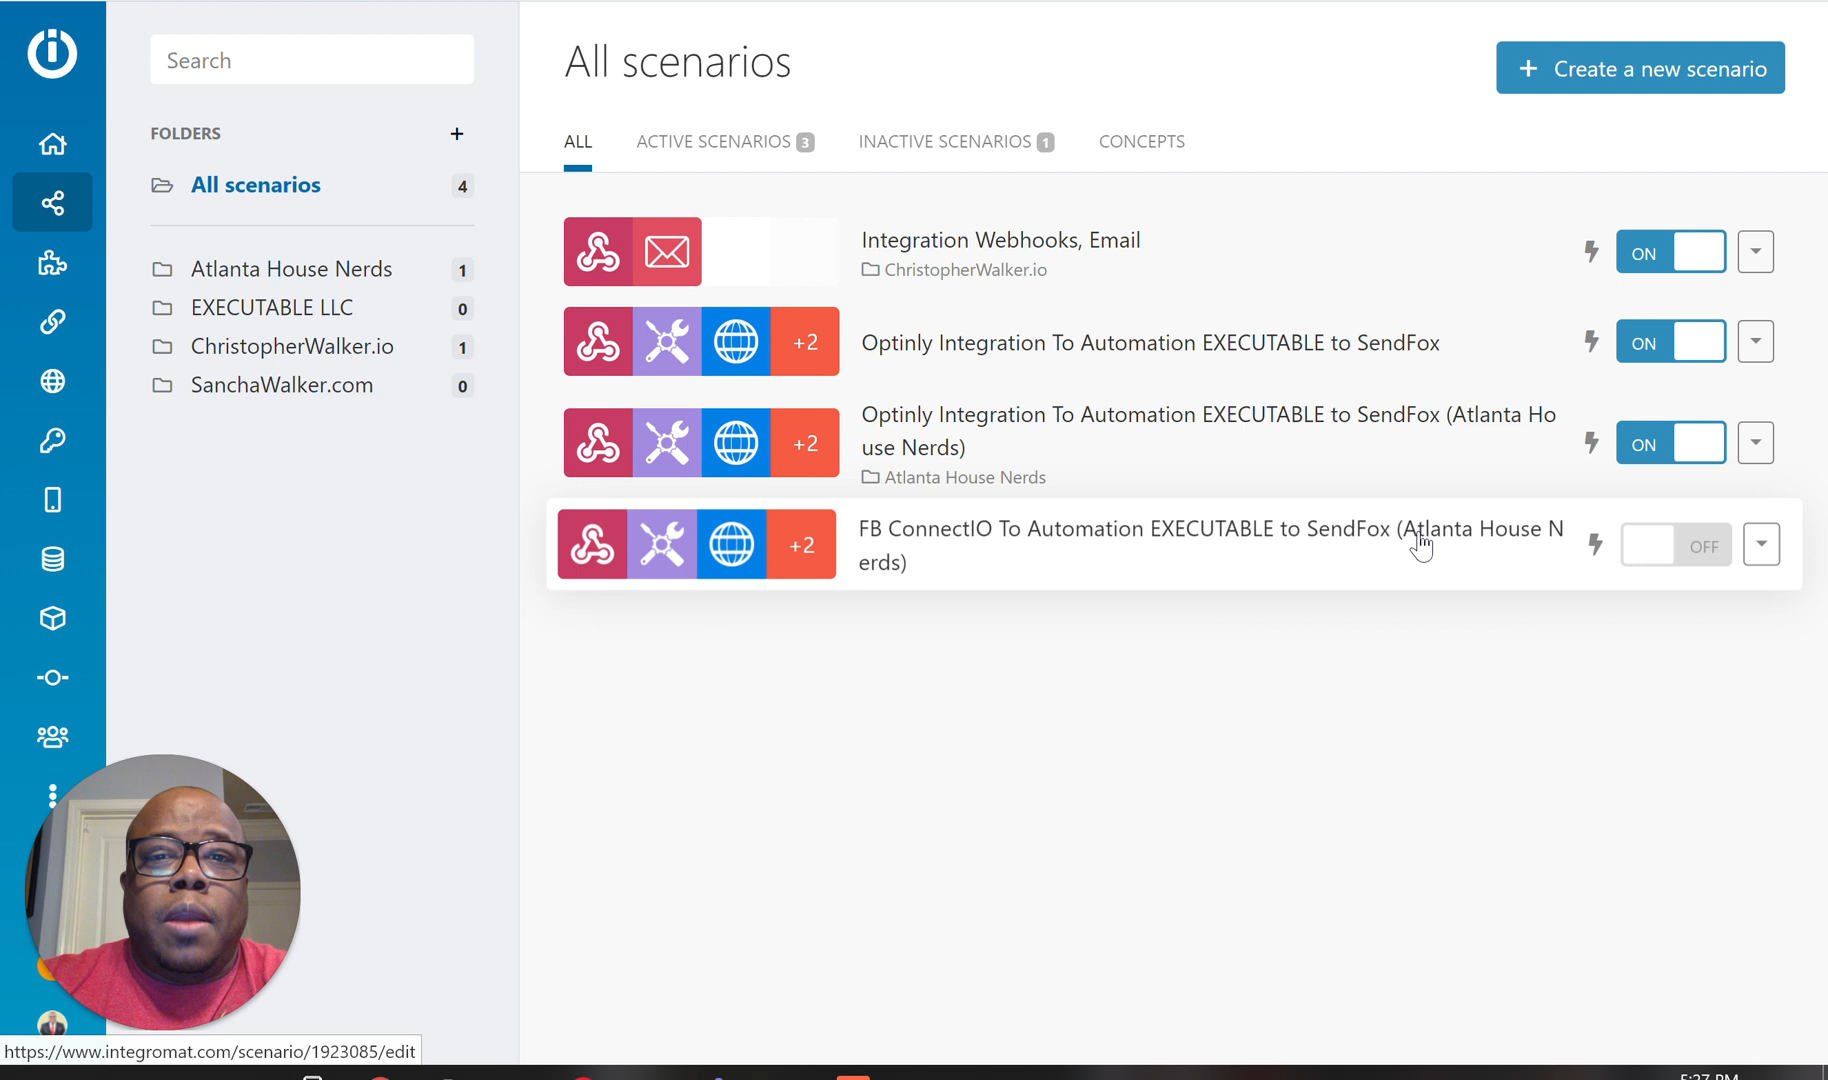 Search
FOLDERS +
All scenarios 4
Atlanta House Nerds 1
EXECUTABLE LLC 0
ChristopherWalker.io 1
SanchaWalker.com 0
All scenarios
+ Create a new scenario
ALL ACTIVE SCENARIOS 3 INACTIVE SCENARIOS 1 CONCEPTS
Integration Webhooks, Email
ChristopherWalker.io
ON
+2
Optinly Integration To Automation EXECUTABLE to SendFox
ON
+2
Optinly Integration To Automation EXECUTABLE to SendFox (Atlanta Ho
use Nerds)
Atlanta House Nerds
ON
+2
FB ConnectIO To Automation EXECUTABLE to SendFox (Atlanta House N
erds)
OFF
https://www.integromat.com/scenario/1923085/edit
5:27 PM